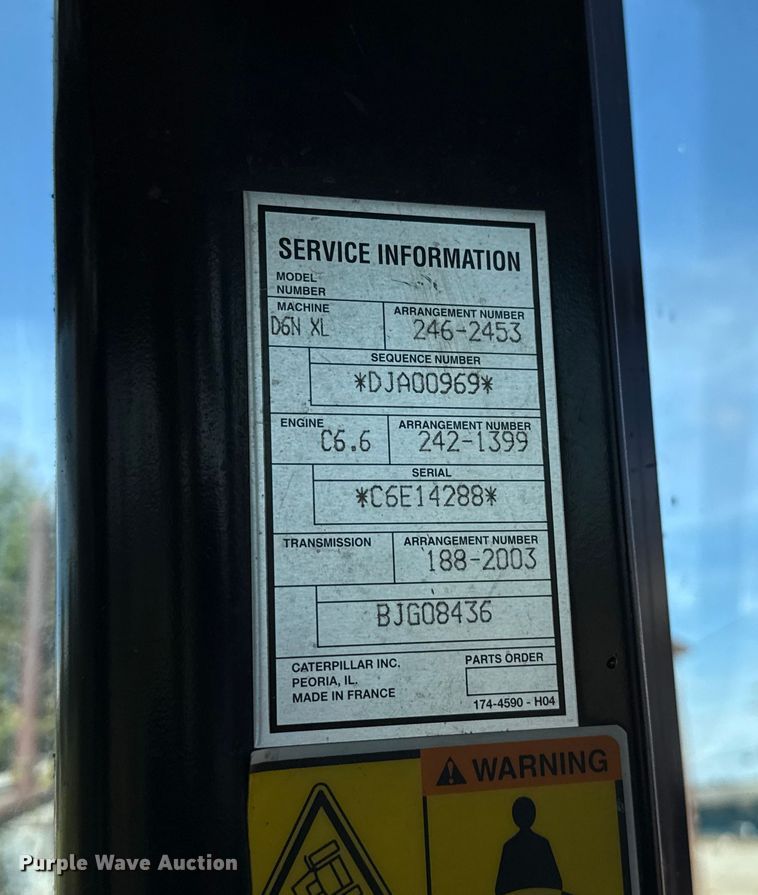 SERVICE INFORMATION
MODEL
NUMBER
MACHINE
D6N XL
ARRANGEMENT NUMBER
246-2453
SEQUENCE NUMBER
*DJA00969*
ENGINE
C6.6
ARRANGEMENT NUMBER
242-1399
SERIAL
*C6E14288*
TRANSMISSION
ARRANGEMENT NUMBER
188-2003
BJG08436
CATERPILLAR INC.
PEORIA, IL.
MADE IN FRANCE
PARTS ORDER
174-4590 - H04
WARNING
Purple Wave Auction